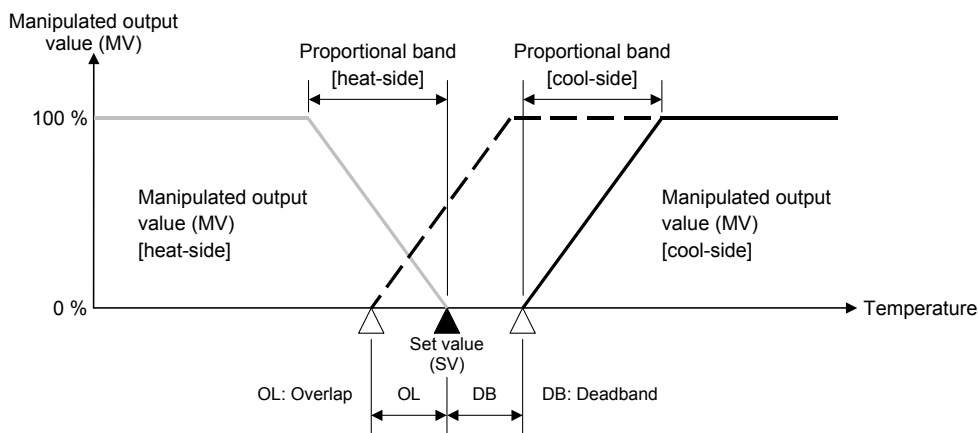 Manipulated output
value (MV)
Proportional band
[heat-side]
Proportional band
[cool-side]
100 %
Manipulated output
value (MV)
[heat-side]
Manipulated output
value (MV)
[cool-side]
0 %
Temperature
Set value
(SV)
OL: Overlap
OL
DB
DB: Deadband